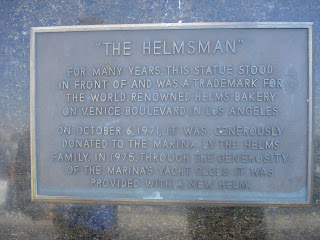 "THE HELMSMAN"
FOR MANY YEARS, THIS STATUE STOOD
IN FRONT OF AND WAS A TRADEMARK FOR
THE WORLD RENOWNED HELMS BAKERY
ON VENICE BOULEVARD IN LOS ANGELES
ON OCTOBER 6, 1971, IT WAS GENEROUSLY
DONATED TO THE MARINA BY THE HELMS
FAMILY. IN 1975, THROUGH THE GENEROSITY
OF THE MARINA'S YACHT CLUBS IT WAS
PROVIDED WITH A NEW HELM.